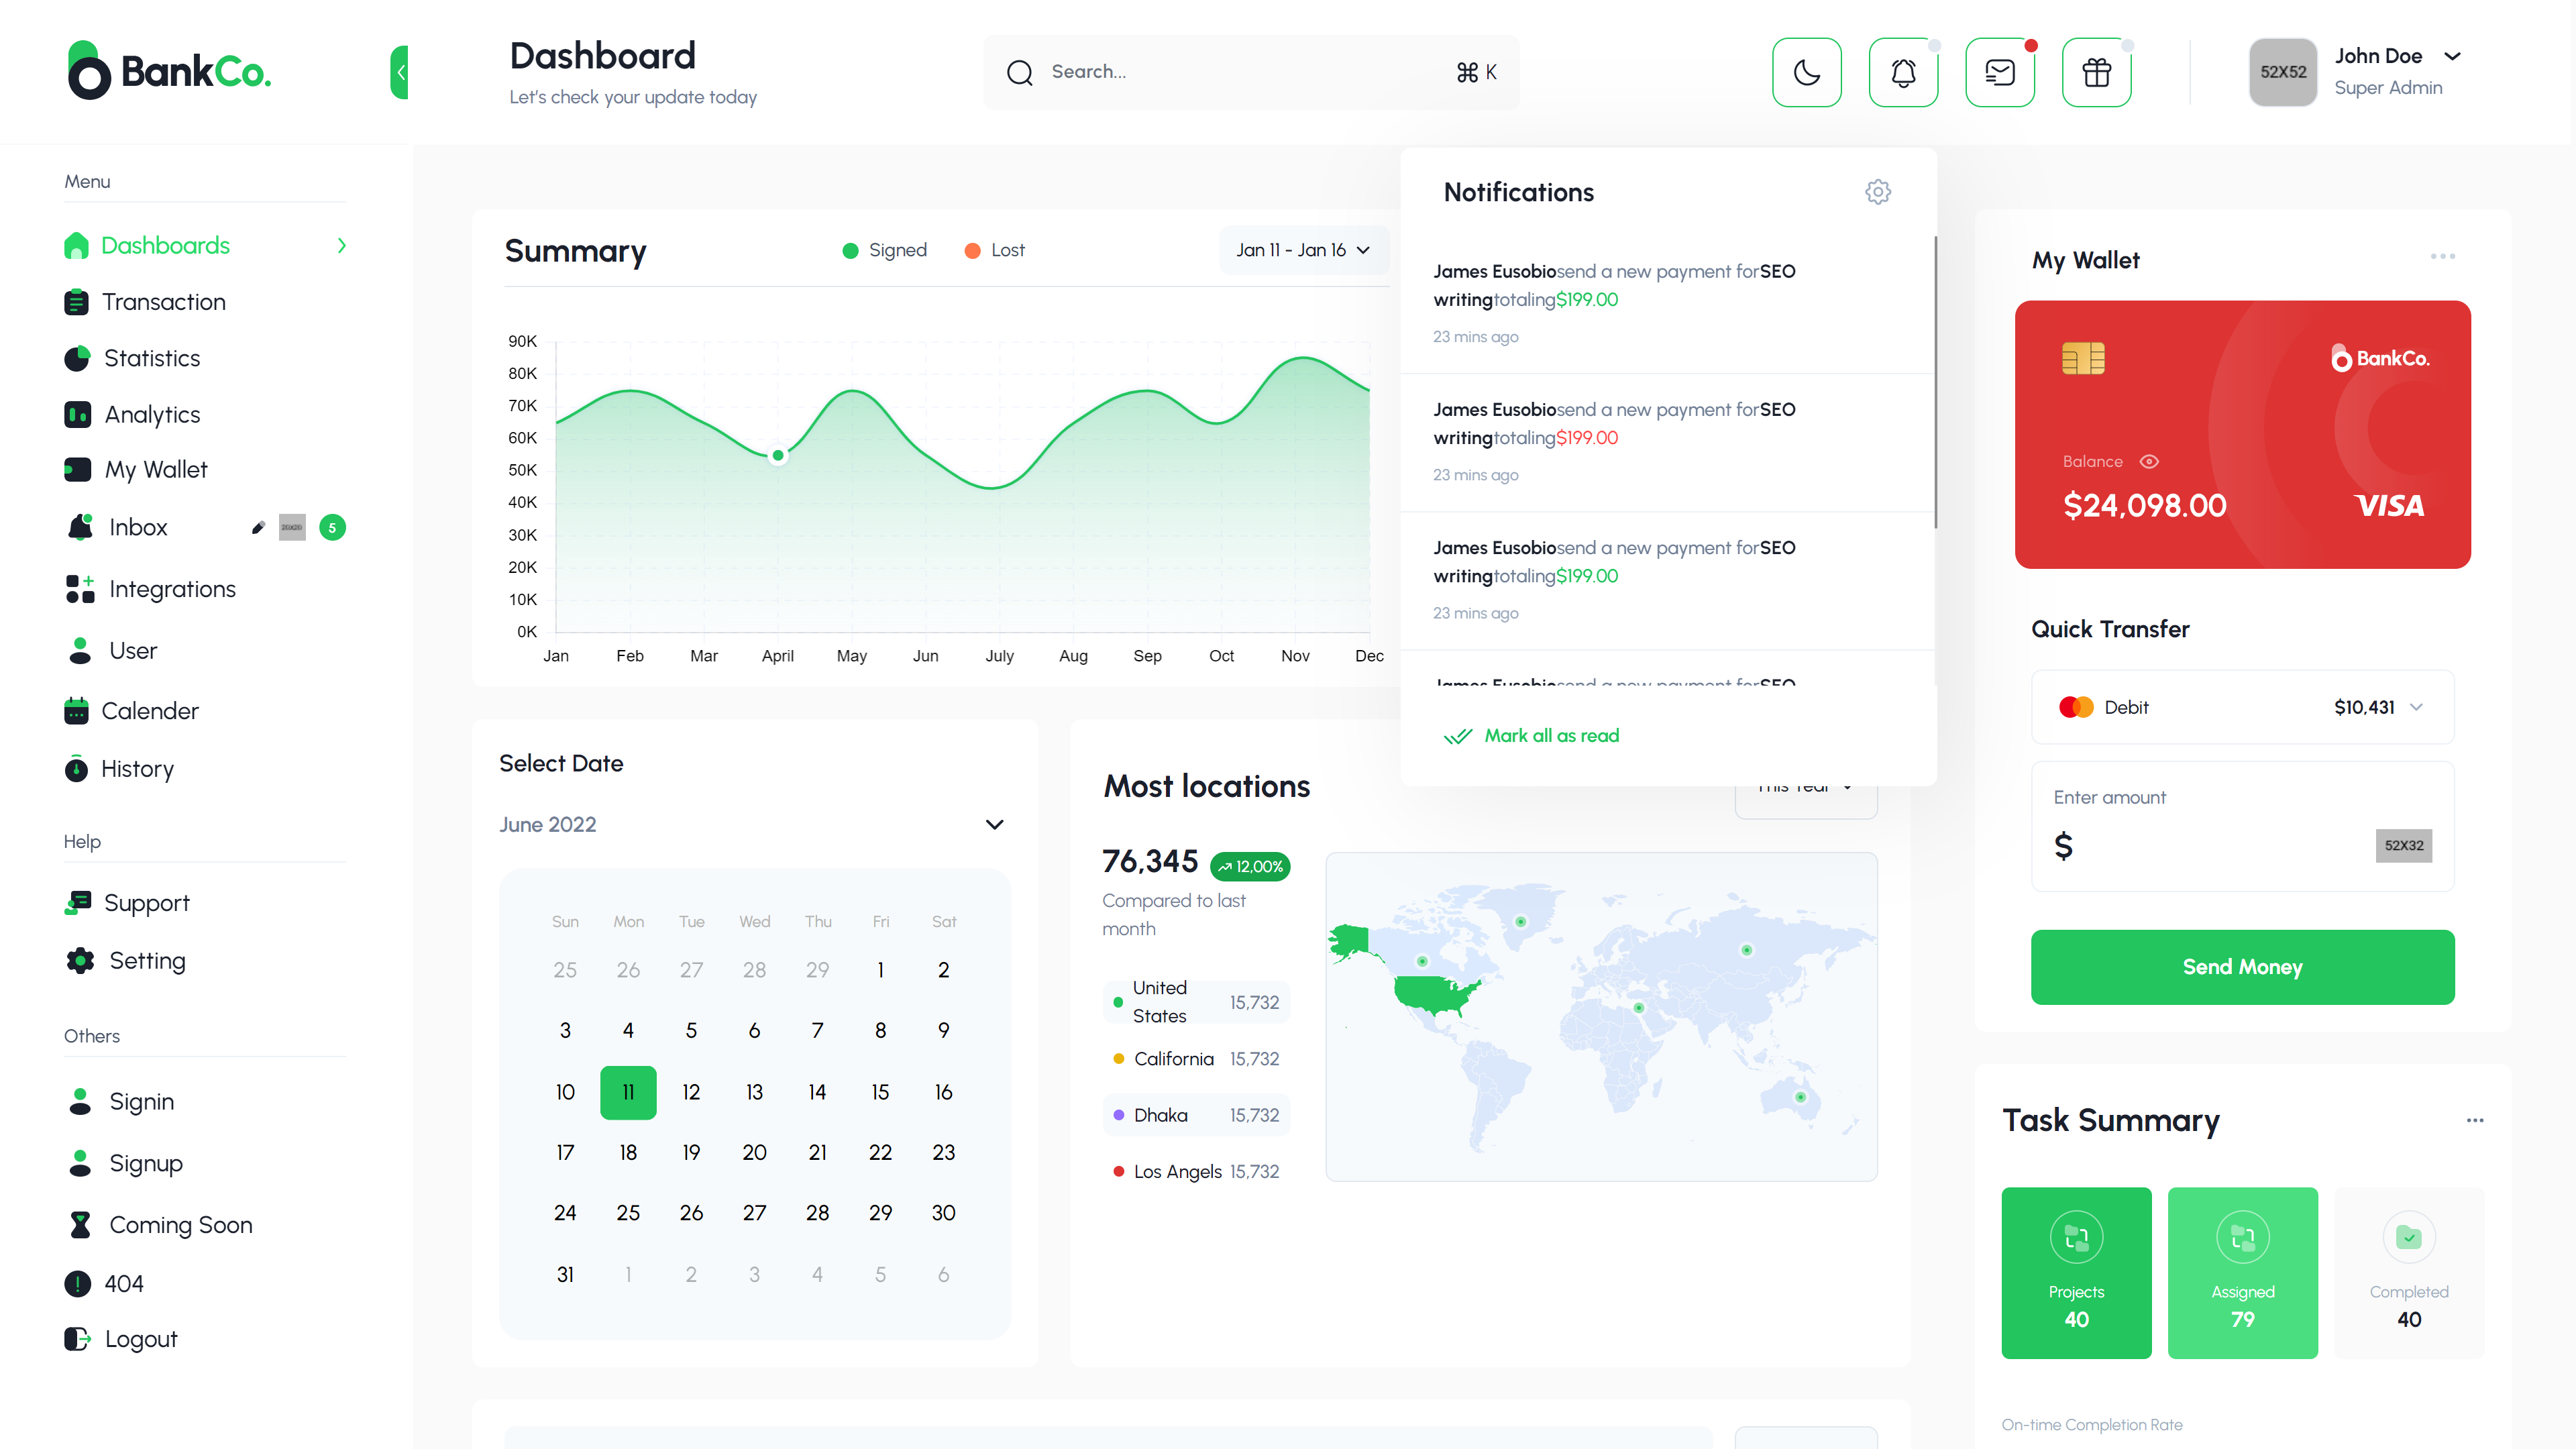 BankCo.
Dashboard
Let's check your update today
Search...
⌘ K
52X52
John Doe
Super Admin
Menu
Dashboards
Transaction
Statistics
Analytics
My Wallet
Inbox
20X20
5
Integrations
User
Calender
History
Help
Support
Setting
Others
Signin
Signup
Coming Soon
404
Logout
Summary
Signed
Lost
Jan 11 - Jan 16
90K
80K
70K
60K
50K
40K
30K
20K
10K
0K
Jan Feb Mar April May Jun July Aug Sep Oct Nov Dec
Notifications
James Eusobiosend a new payment forSEO
writingtotaling$199.00
23 mins ago
James Eusobiosend a new payment forSEO
writingtotaling$199.00
23 mins ago
James Eusobiosend a new payment forSEO
writingtotaling$199.00
23 mins ago
James Eusobiosend a new payment forSEO
Mark all as read
Select Date
June 2022
Sun Mon Tue Wed Thu Fri Sat
25 26 27 28 29 1 2
3 4 5 6 7 8 9
10 11 12 13 14 15 16
17 18 19 20 21 22 23
24 25 26 27 28 29 30
31 1 2 3 4 5 6
Most locations
This Year
76,345
12,00%
Compared to last
month
United
States
15,732
California 15,732
Dhaka 15,732
Los Angels 15,732
My Wallet
BankCo.
Balance
$24,098.00
VISA
Quick Transfer
Debit
$10,431
Enter amount
$
52X32
Send Money
Task Summary
Projects
40
Assigned
79
Completed
40
On-time Completion Rate